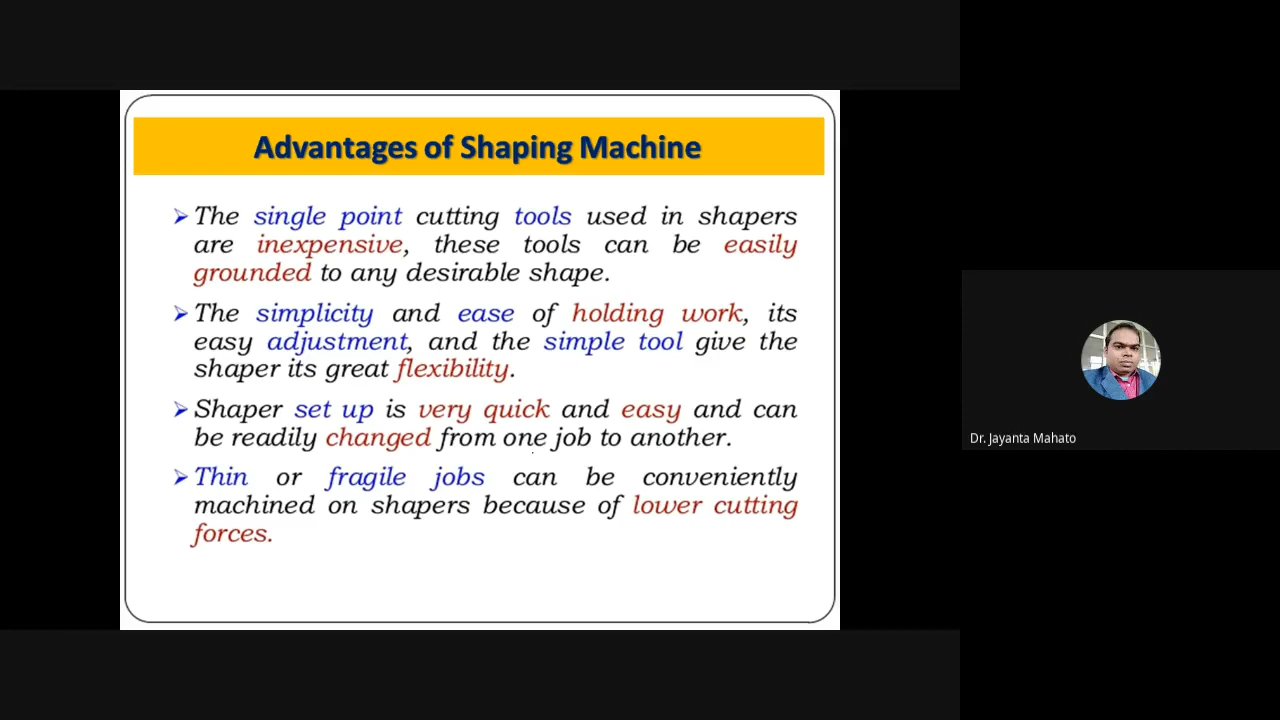 Advantages of Shaping Machine
The single point cutting tools used in shapers
are inexpensive, these tools can be easily
grounded to any desirable shape.
The simplicity and ease of holding work, its
easy adjustment, and the simple tool give the
shaper its great flexibility.
Shaper set up is very quick and easy and can
be readily changed from one job to another.
Thin or fragile jobs can be conveniently
machined on shapers because of lower cutting
forces.
Dr. Jayanta Mahato